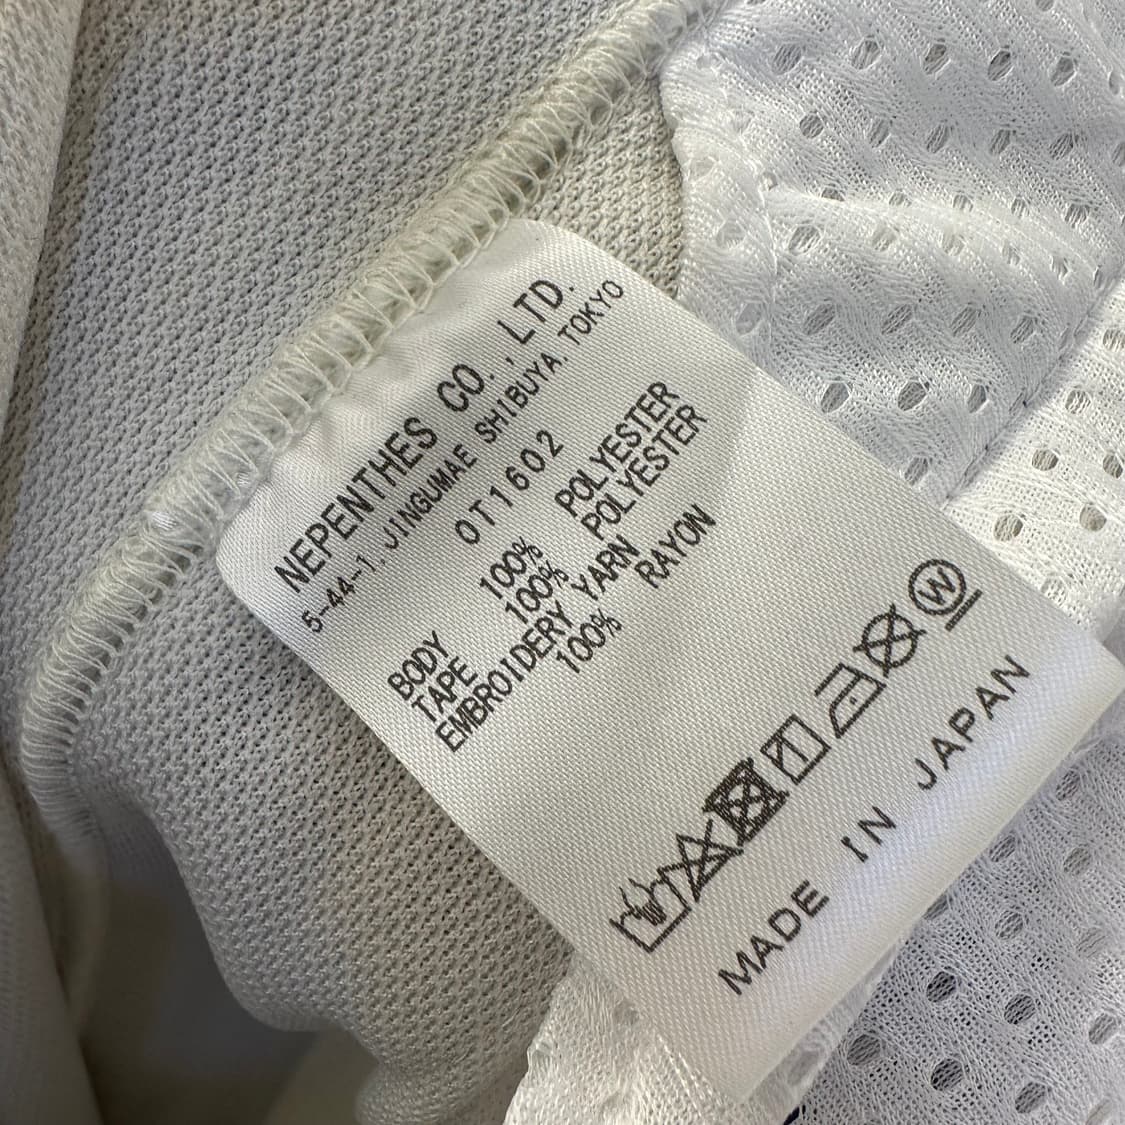 NEPENTHES CO.,LTD.
5-44-1, JINGUMAE SHIBUYA, TOKYO
OT1602
BODY 100% POLYESTER
TAPE 100% POLYESTER
EMBROIDERY YARN
100% RAYON
W
MADE IN JAPAN